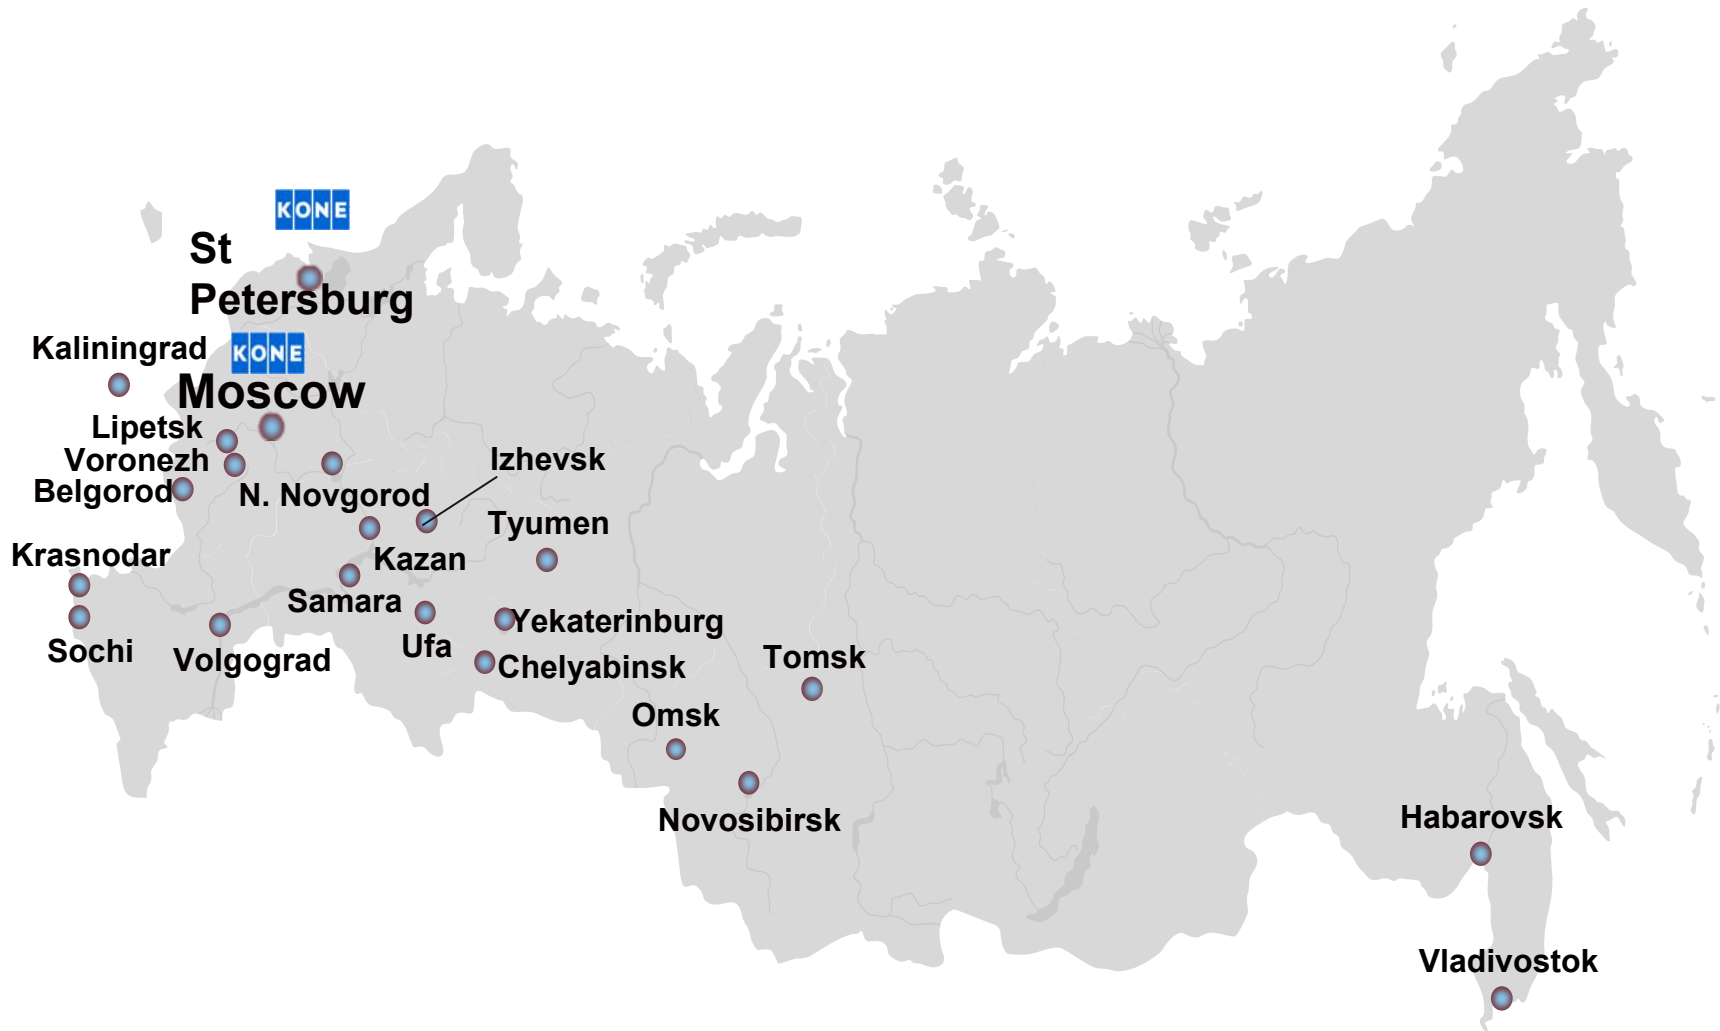 KONE
St
Petersburg
Kaliningrad
KONE
Moscow
Lipetsk
Voronezh
Izhevsk
Belgorod
N. Novgorod
Tyumen
Krasnodar
Kazan
Samara
Yekaterinburg
Ufa
Sochi
Volgograd
Chelyabinsk
Tomsk
Omsk
Novosibirsk
Habarovsk
Vladivostok